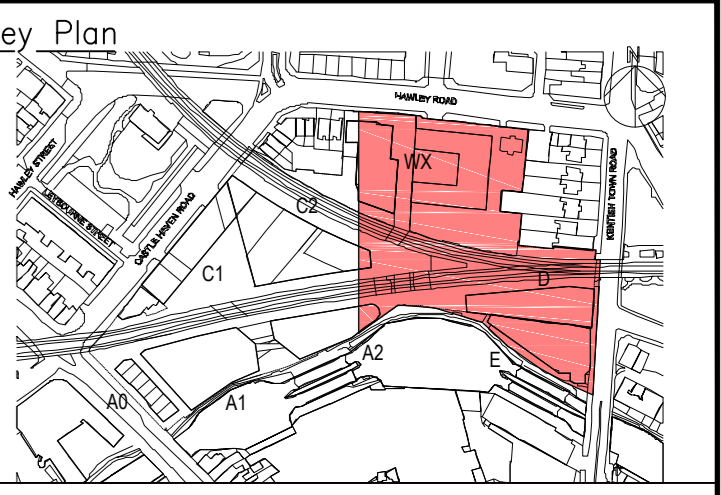 ey Plan
N
HAWLEY ROAD
HAWLEY STREET
WX
KENTISH TOWN ROAD
LEYBOURNE STREET
CASTLE HAVEN ROAD
C2
C1
D
A2
E
A0
A1